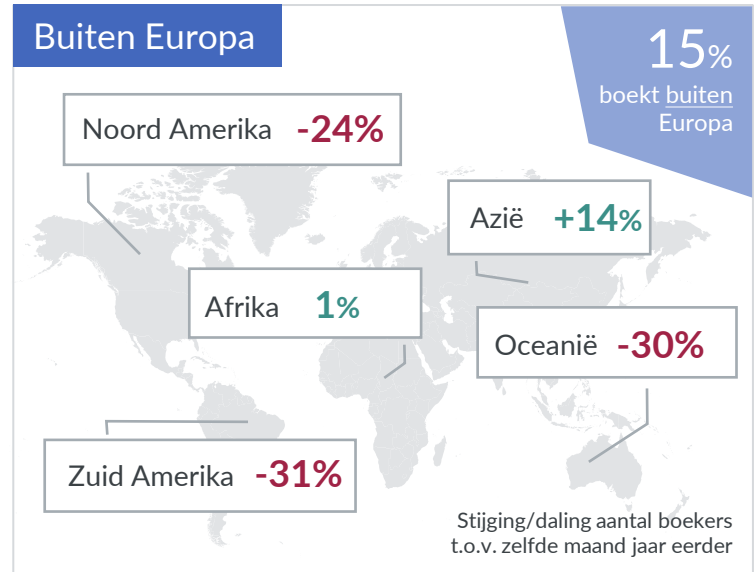 Buiten Europa
15%
boekt buiten
Europa
Noord Amerika -24%
Azië +14%
Afrika 1%
Oceanië -30%
Zuid Amerika -31%
Stijging/daling aantal boekers
t.o.v. zelfde maand jaar eerder